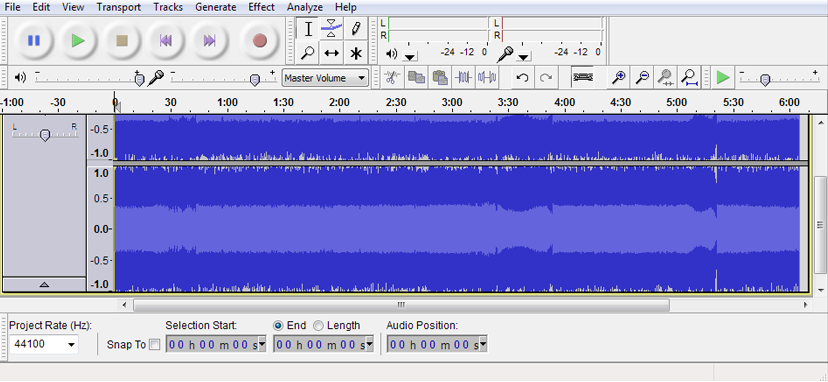 File Edit View Transport Tracks Generate Effect Analyze Help
L L
R R
-24 -12 0 -24 -12 0
- + - + Master Volume - +
-1:00 -30 0 30 1:00 1:30 2:00 2:30 3:00 3:30 4:00 4:30 5:00 5:30 6:00
L R
-0.5
-1.0
1.0
0.5
0.0
-0.5
-1.0
Project Rate (Hz): Selection Start: End Length Audio Position:
44100 Snap To 00 h 00 m 00 s 00 h 00 m 00 s 00 h 00 m 00 s